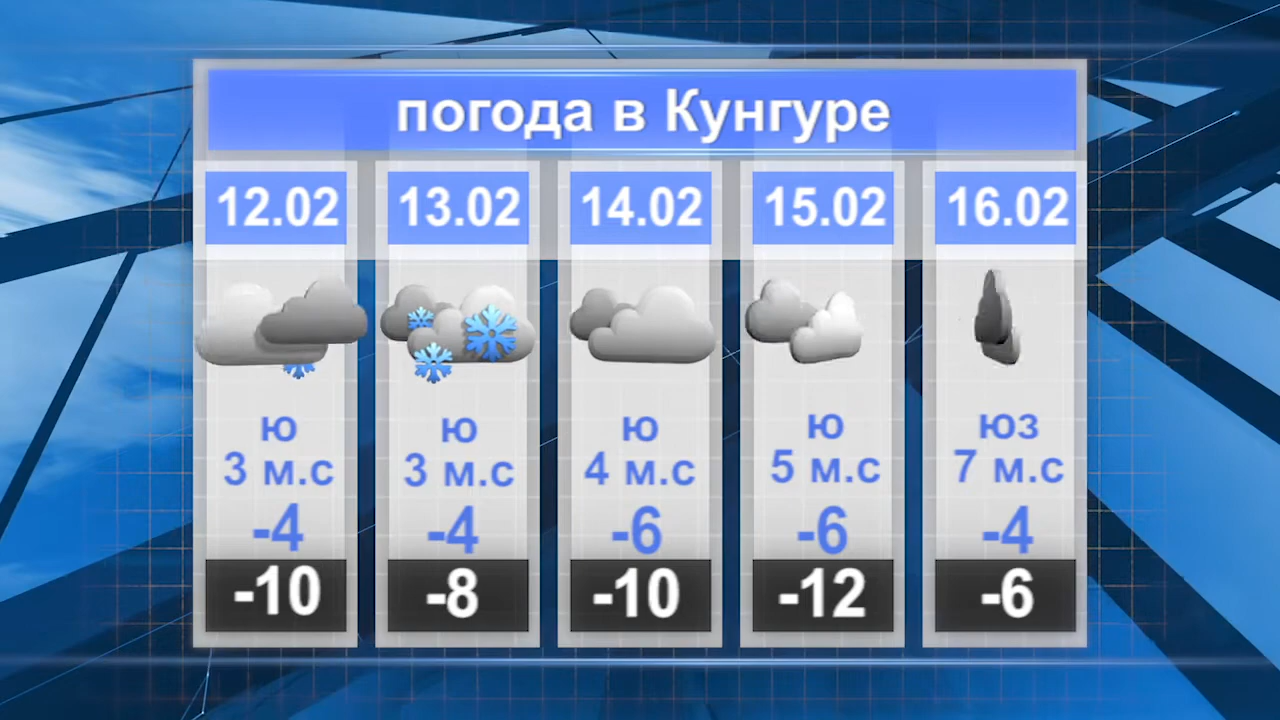 погода в Кунгуре
12.02 13.02 14.02 15.02 16.02
ю ю ю ю юз
3 м.с 3 м.с 4 м.с 5 м.с 7 м.с
-4 -4 -6 -6 -4
-10 -8 -10 -12 -6